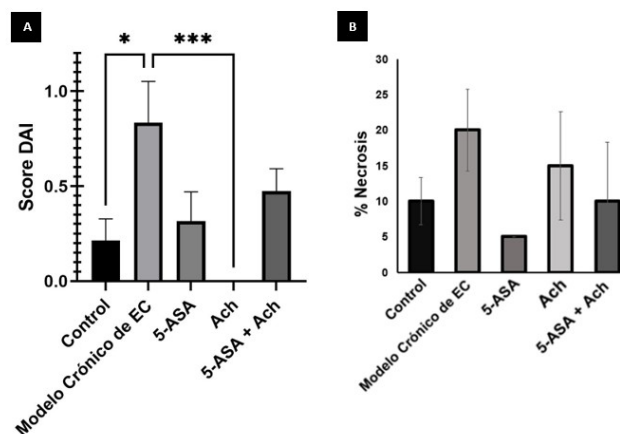 A
* ***
Score DAI
1.0
0.5
0.0
Control
Modelo Crónico de EC
5-ASA
Ach
5-ASA + Ach
B
% Necrosis
30
25
20
15
10
5
0
Control
Modelo Crónico de EC
5-ASA
Ach
5-ASA + Ach